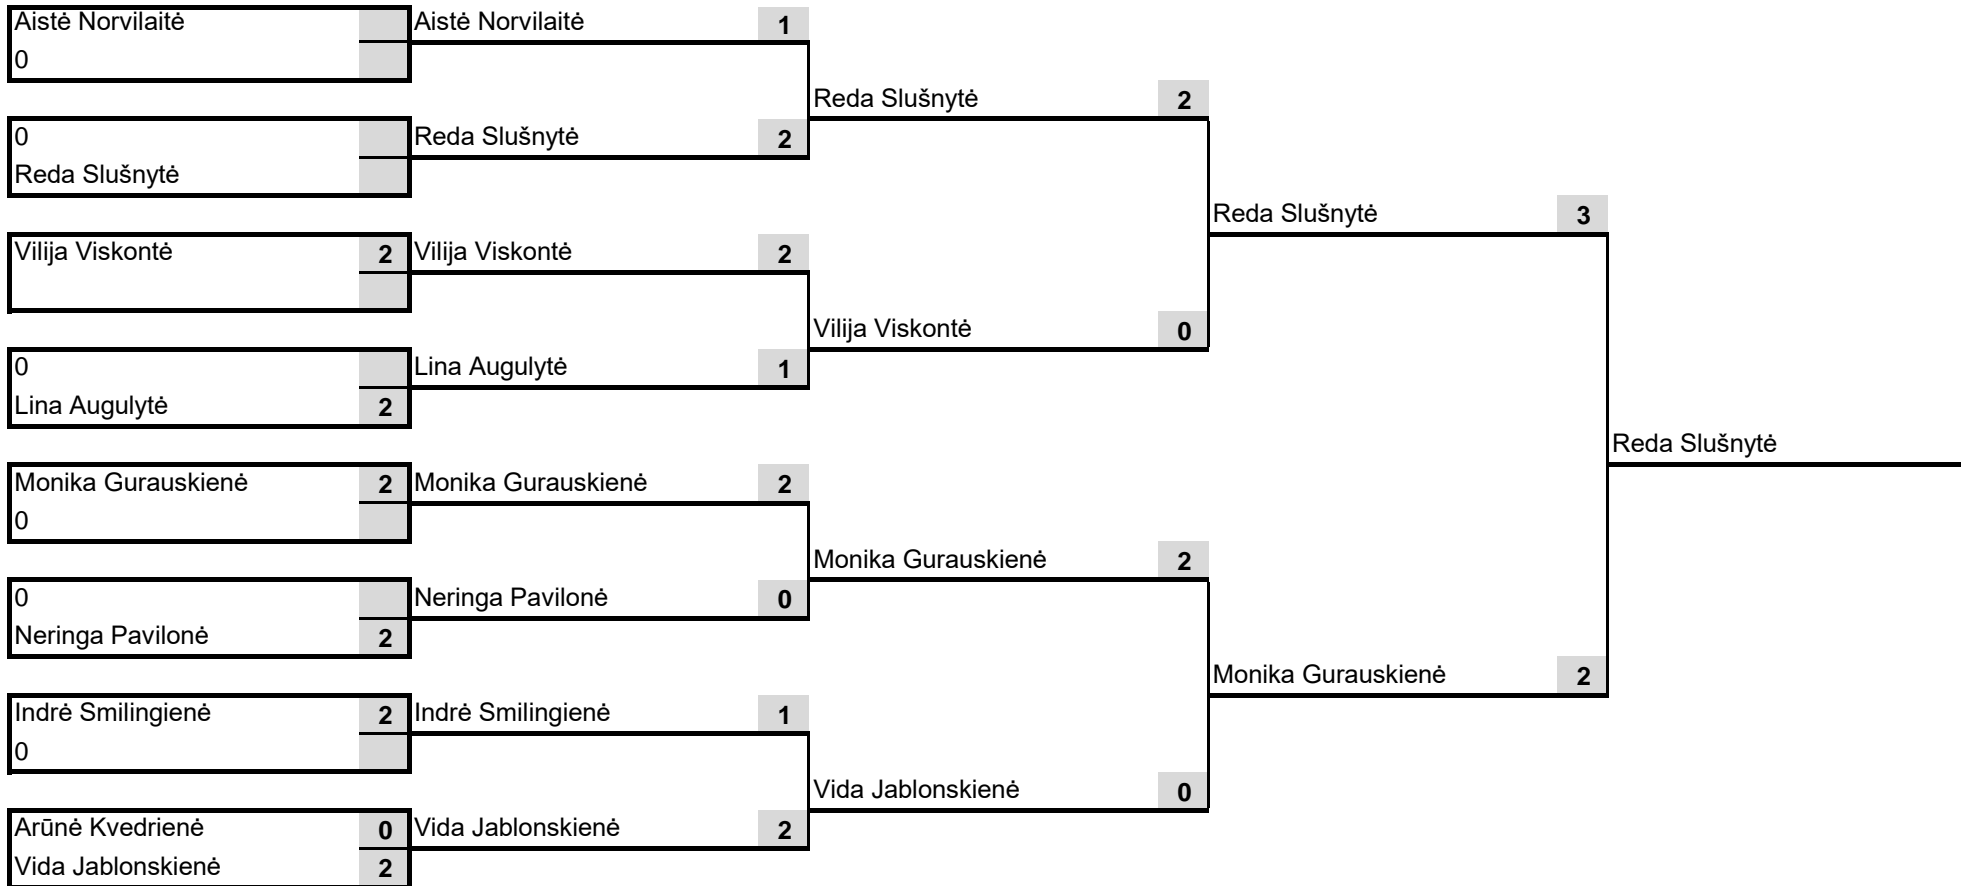 Aistė Norvilaitė Aistė Norvilaitė 1
0
Reda Slušnytė 2
0 Reda Slušnytė 2
Reda Slušnytė
Reda Slušnytė 3
Vilija Viskontė 2 Vilija Viskontė 2
Vilija Viskontė 0
0 Lina Augulytė 1
Lina Augulytė 2
Reda Slušnytė
Monika Gurauskienė 2 Monika Gurauskienė 2
0
Monika Gurauskienė 2
0 Neringa Pavilonė 0
Neringa Pavilonė 2
Monika Gurauskienė 2
Indrė Smilingienė 2 Indrė Smilingienė 1
0
Vida Jablonskienė 0
Arūnė Kvedrienė 0 Vida Jablonskienė 2
Vida Jablonskienė 2